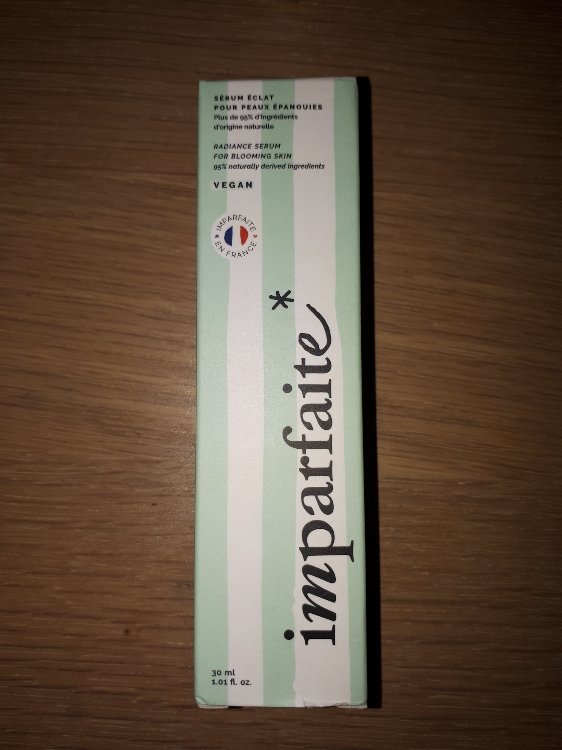 SÉRUM ÉCLAT
POUR PEAUX ÉPANOUIES
Plus de 95% d'ingrédients
d'origine naturelle
RADIANCE SERUM
FOR BLOOMING SKIN
95% naturally derived ingredients
VEGAN
IMPARFAITE
EN FRANCE
imparfaite*
30 ml
1.01 fl. oz.